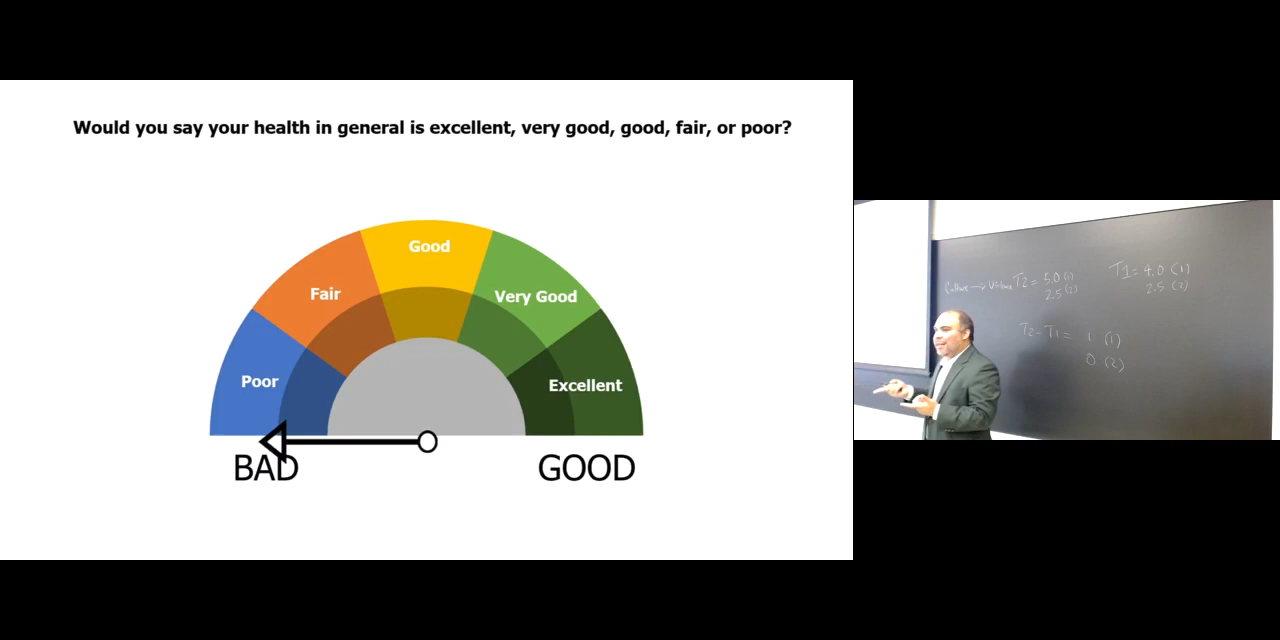 Would you say your health in general is excellent, very good, good, fair, or poor?
Good
Fair
Very Good
Poor
Excellent
BAD
GOOD
T2 = 5.0 (1)
2.5 (2)
T1 = 4.0 (1)
2.5 (2)
T2 - T1 = 1 (1)
0 (2)